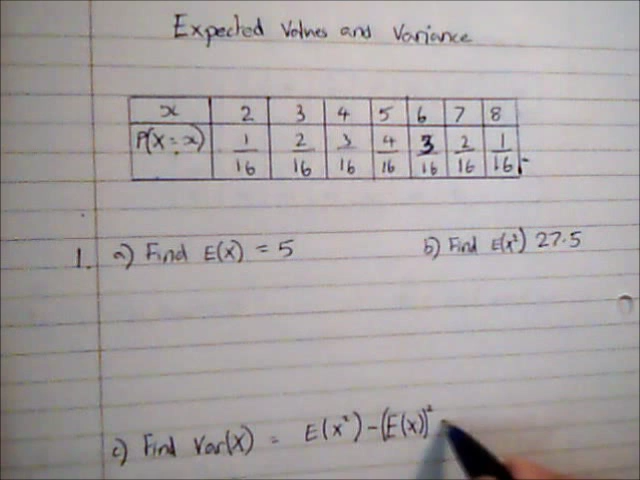 Expected Values and Variance
x 2 3 4 5 6 7 8
P(X=x) 1/16 2/16 3/16 4/16 3/16 2/16 1/16
1. a) Find E(X) = 5 b) Find E(x²) 27.5
c) Find Var(X) = E(x²) - (E(x))²